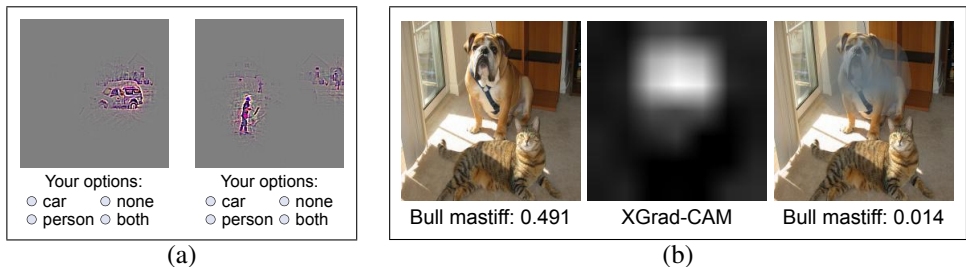 Your options:
car none
person both
Your options:
car none
person both
(a)
Bull mastiff: 0.491 XGrad-CAM Bull mastiff: 0.014
(b)